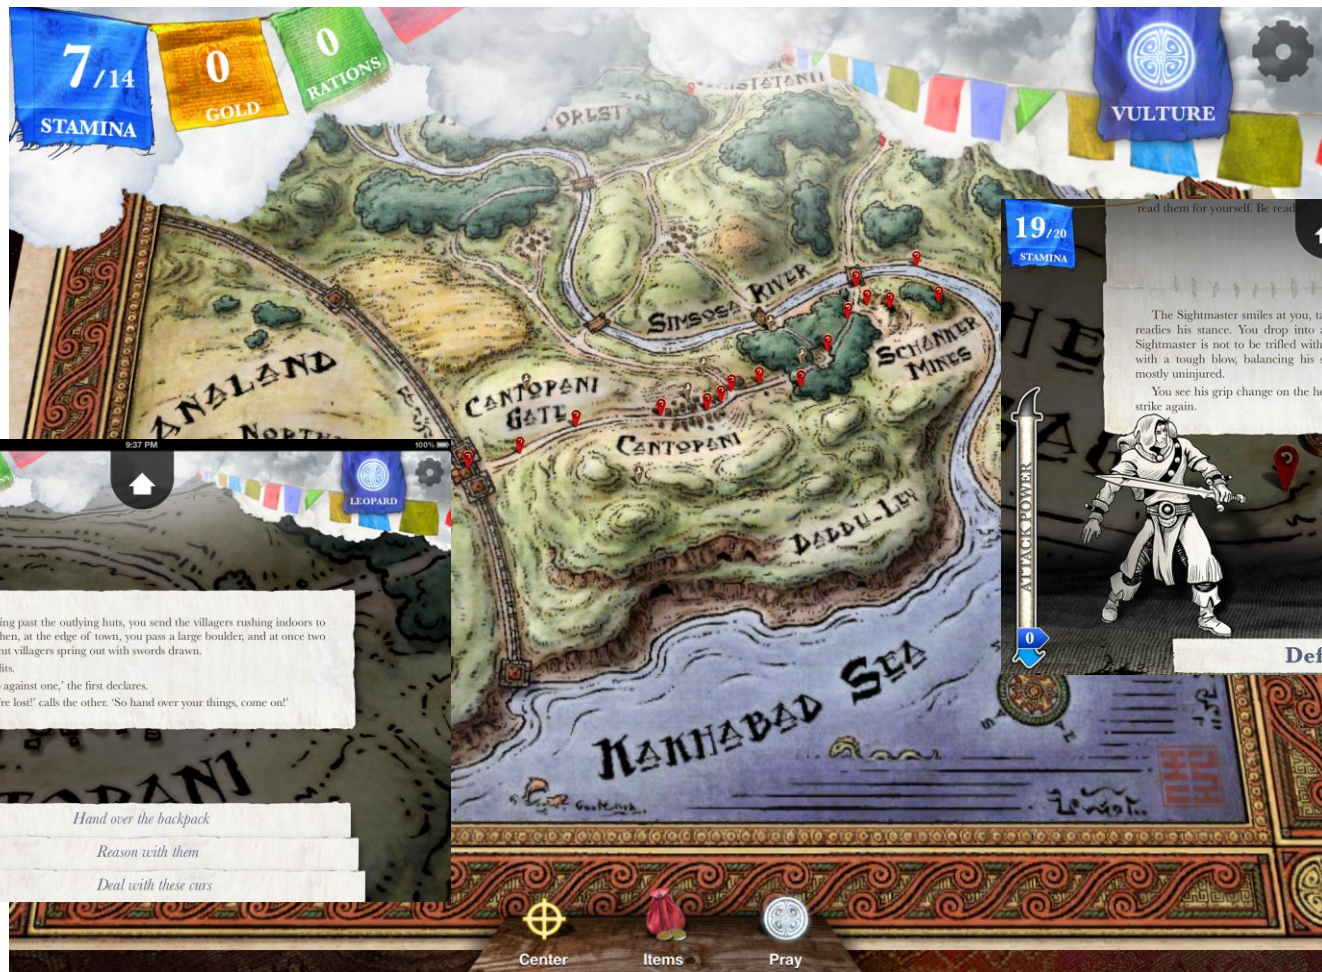 7/14
STAMINA
0
GOLD
0
RATIONS
VULTURE
OREST
SIMSOSA RIVER
SCHANKER
MINES
ANALAND
NORTH
CANTOPANI
GATE
CANTOPANI
DADDU-LEY
KAKHABAD SEA
19/20
STAMINA
read them for yourself. Be read
The Sightmaster smiles at you, ta
readies his stance. You drop into a
Sightmaster is not to be trifled with
with a tough blow, balancing his s
mostly uninjured.
You see his grip change on the he
strike again.
ATTACK POWER
0
Def
9:37 PM
100%
LEOPARD
ing past the outlying huts, you send the villagers rushing indoors to
hen, at the edge of town, you pass a large boulder, and at once two
ut villagers spring out with swords drawn.
lits.
against one,' the first declares.
're lost!' calls the other. 'So hand over your things, come on!'
TOPANI
Hand over the backpack
Reason with them
Deal with these curs
Center
Items
Pray